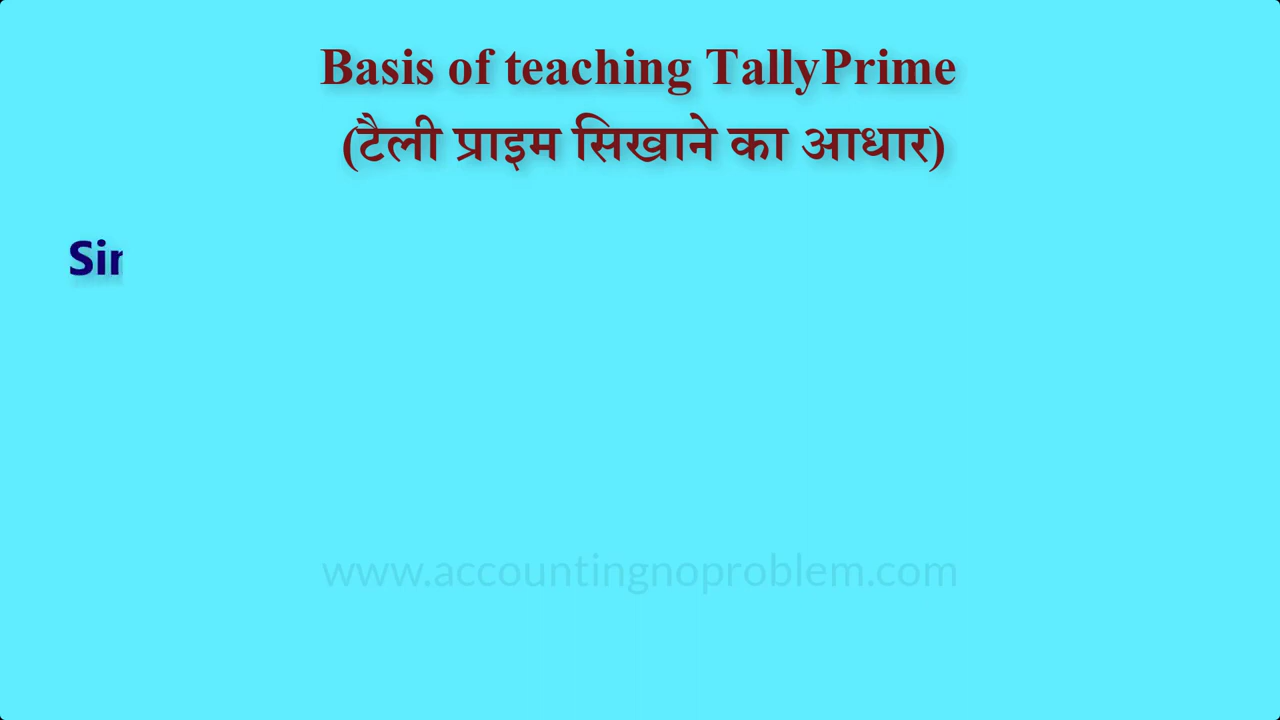 Basis of teaching TallyPrime
(टैली प्राइम सिखाने का आधार)
www.accountingnoproblem.com